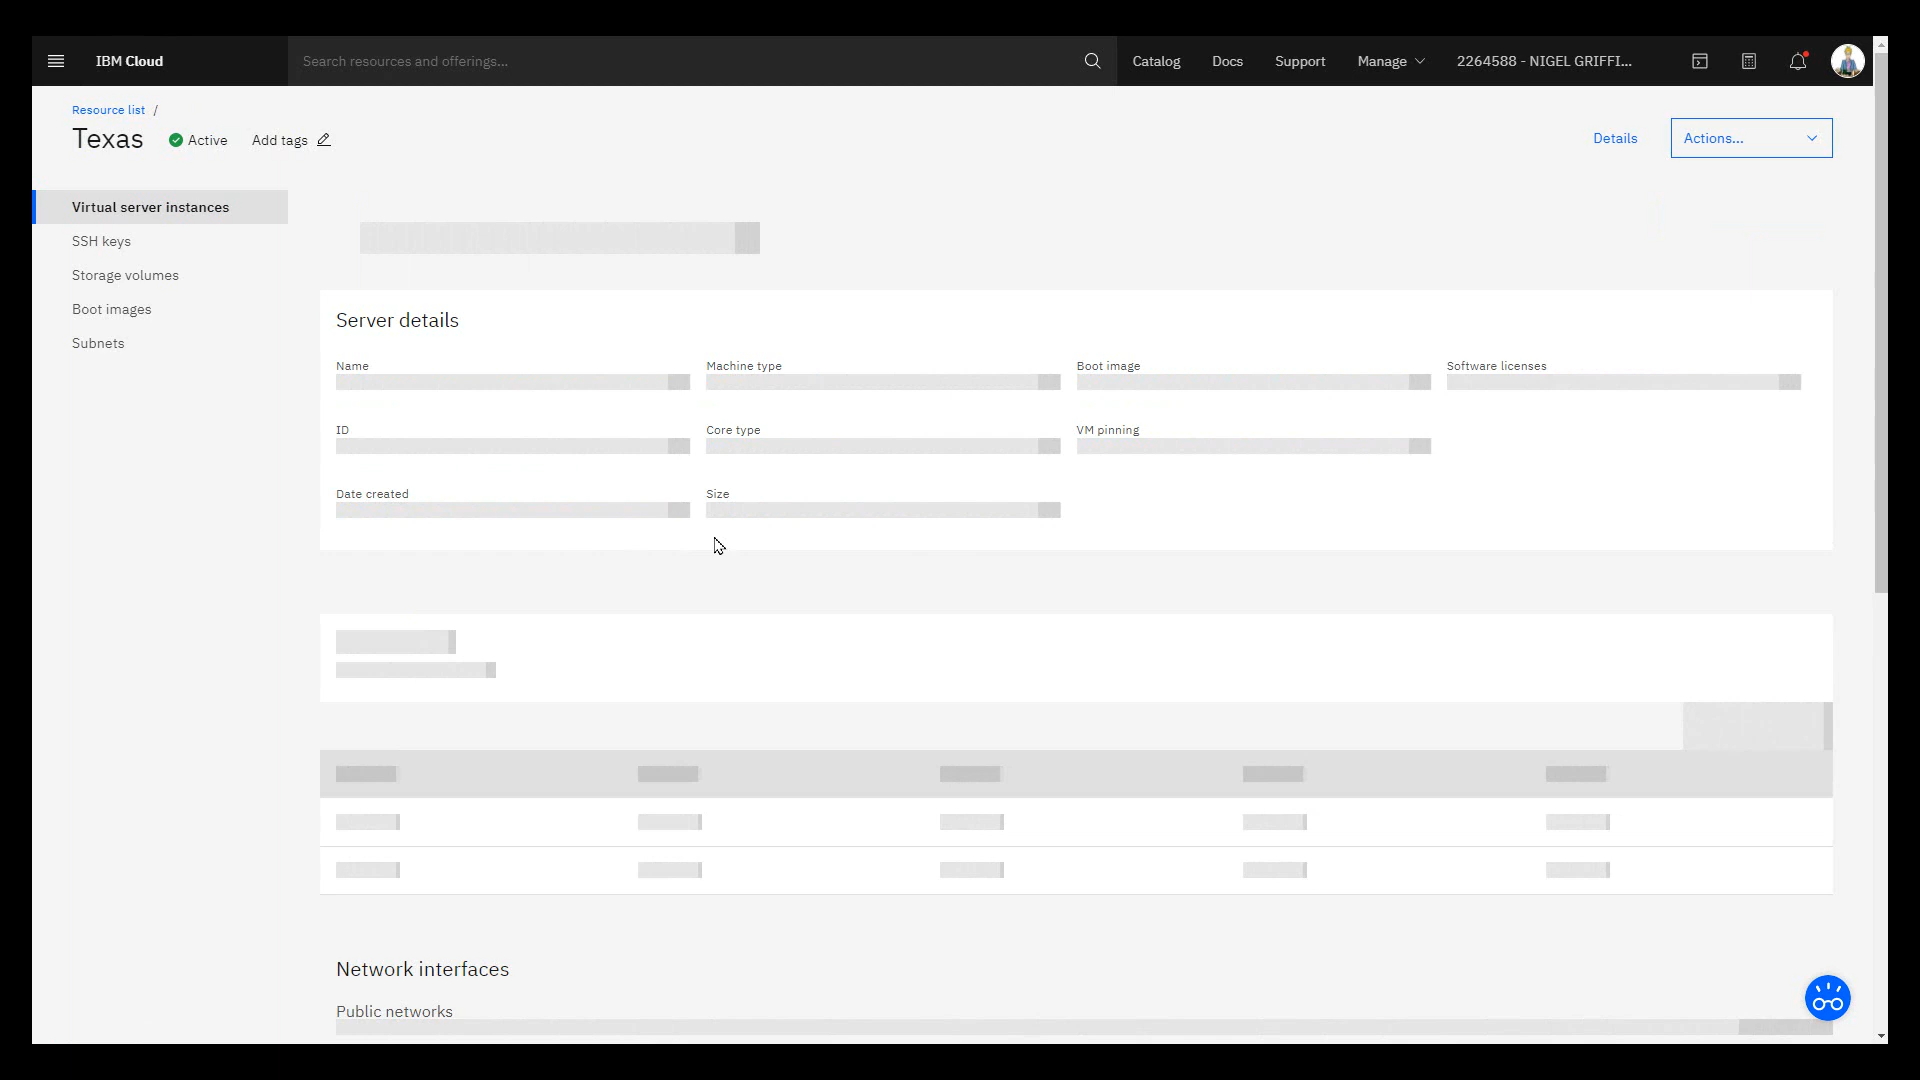 IBM Cloud
Search resources and offerings...
Catalog
Docs
Support
Manage
2264588 - NIGEL GRIFFI...
Resource list /
Texas
Active
Add tags
Details
Actions...
Virtual server instances
SSH keys
Storage volumes
Boot images
Subnets
Server details
Name
Machine type
Boot image
Software licenses
ID
Core type
VM pinning
Date created
Size
Network interfaces
Public networks